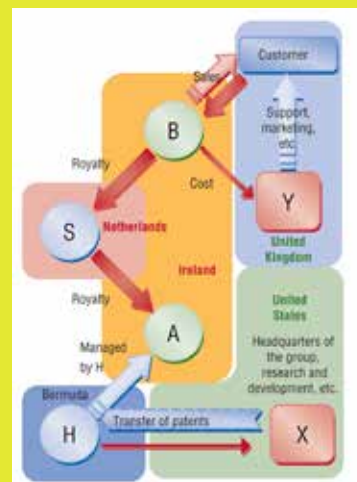 Customer
Sales
B
Support,
marketing,
etc
Royalty
Cost
Y
S
Netherlands
United
Kingdom
Ireland
Royalty
United
States
A
Headquarters of
the group,
research and
development, etc.
Managed
by H
Bermuda
H
Transfer of patents
X